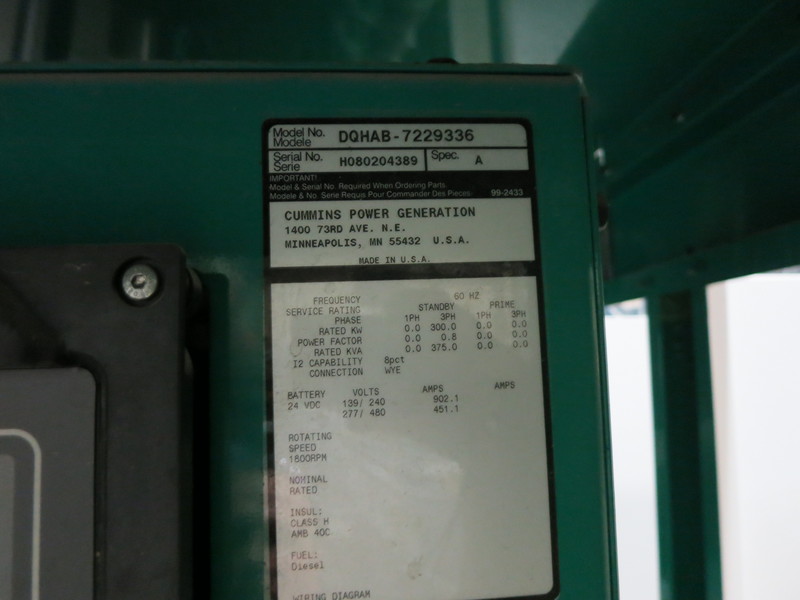 Model No. DQHAB-7229336
Modele
Serial No. H080204389 Spec. A
Serie
IMPORTANT!
Model & Serial No. Required When Ordering Parts
Modele & No. Serie Requis Pour Commander Des Pieces 99-2433
CUMMINS POWER GENERATION
1400 73RD AVE. N.E.
MINNEAPOLIS, MN 55432 U.S.A.
MADE IN U.S.A.
FREQUENCY 60 HZ
SERVICE RATING STANDBY PRIME
PHASE 1PH 3PH 1PH 3PH
RATED KW 0.0 300.0 0.0 0.0
POWER FACTOR 0.0 0.8 0.0 0.0
RATED KVA 0.0 375.0 0.0 0.0
I2 CAPABILITY 8pct
CONNECTION WYE
BATTERY VOLTS AMPS AMPS
24 VDC 139/ 240 902.1
277/ 480 451.1
ROTATING
SPEED
1800RPM
NOMINAL
RATED
INSUL:
CLASS H
AMB 40C
FUEL:
Diesel
WIRING DIAGRAM